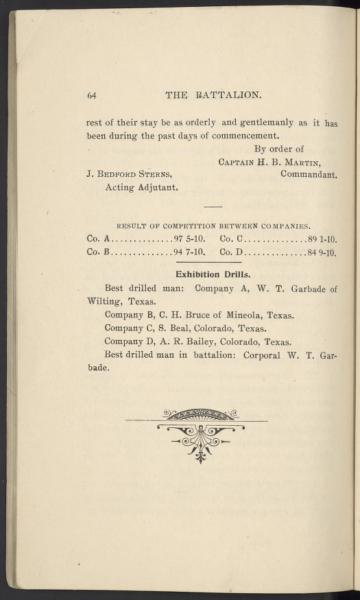 64 THE BATTALION.
rest of their stay be as orderly and gentlemanly as it has
been during the past days of commencement.
By order of
CAPTAIN H. B. MARTIN,
J. BEDFORD STERNS, Commandant.
Acting Adjutant.
RESULT OF COMPETITION BETWEEN COMPANIES.
Co. A..............97 5-10. Co. C..............89 1-10.
Co. B..............94 7-10. Co. D..............84 9-10.
Exhibition Drills.
Best drilled man: Company A, W. T. Garbade of
Wilting, Texas.
Company B, C. H. Bruce of Mineola, Texas.
Company C, S. Beal, Colorado, Texas.
Company D, A. R. Bailey, Colorado, Texas.
Best drilled man in battalion: Corporal W. T. Gar-
bade.